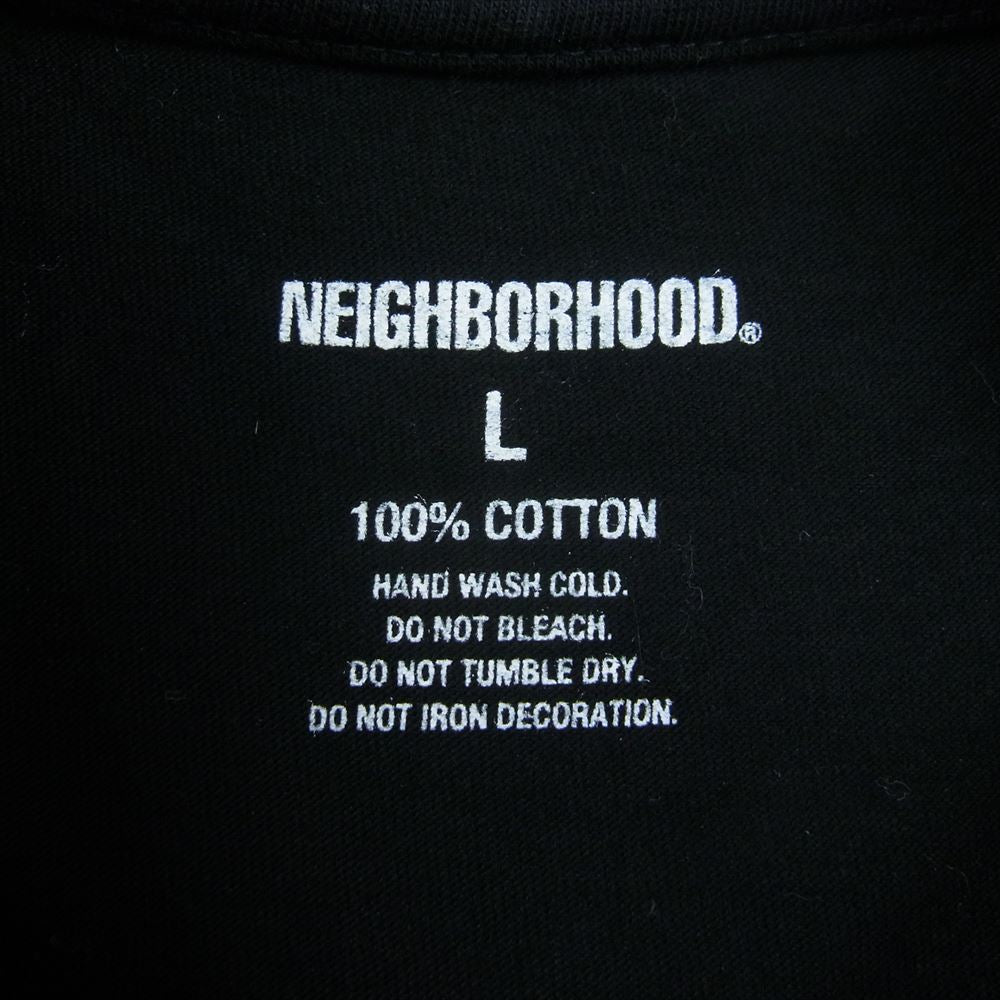 NEIGHBORHOOD.®
L
100% COTTON
HAND WASH COLD.
DO NOT BLEACH.
DO NOT TUMBLE DRY.
DO NOT IRON DECORATION.